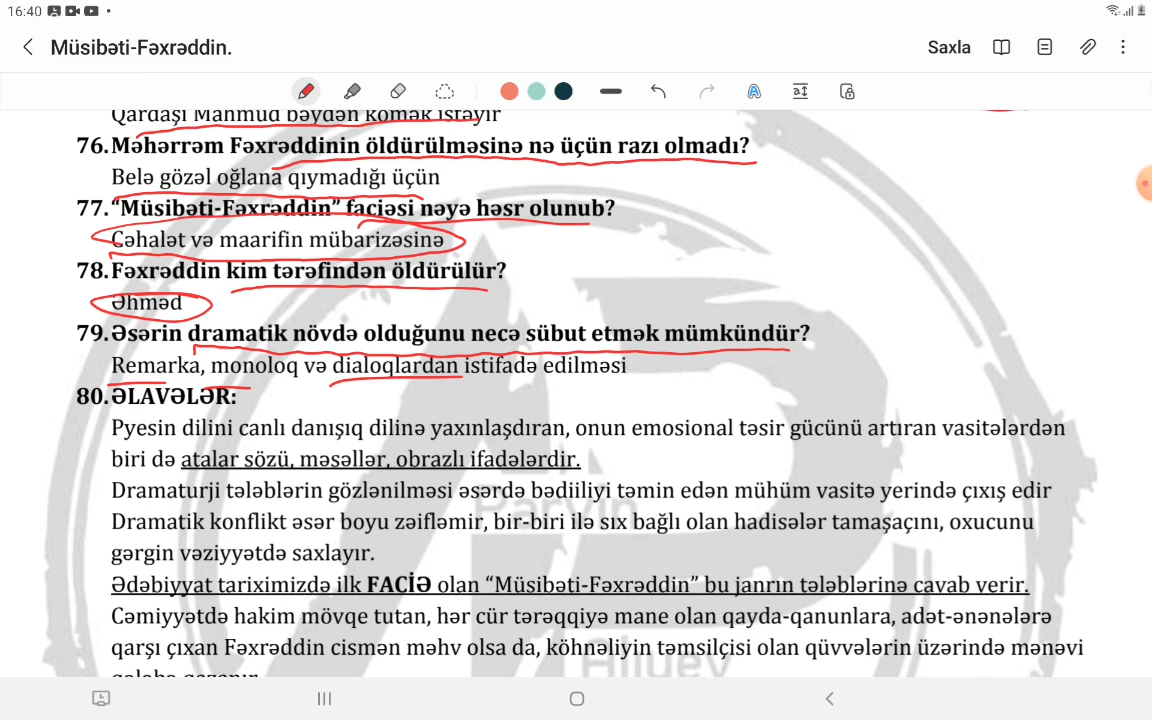 16:40
Müsibəti-Fəxrəddin.
Saxla
Qardaşı Mahmud bəydən kömək istəyir
76. Məhərrəm Fəxrəddinin öldürülməsinə nə üçün razı olmadı?
Belə gözəl oğlana qıymadığı üçün
77. “Müsibəti-Fəxrəddin” faciəsi nəyə həsr olunub?
Cəhalət və maarifin mübarizəsinə
78. Fəxrəddin kim tərəfindən öldürülür?
Əhməd
79. Əsərin dramatik növdə olduğunu necə sübut etmək mümkündür?
Remarka, monoloq və dialoqlardan istifadə edilməsi
80. ƏLAVƏLƏR:
Pyesin dilini canlı danışıq dilinə yaxınlaşdıran, onun emosional təsir gücünü artıran vasitələrdən
biri də atalar sözü, məsəllər, obrazlı ifadələrdir.
Dramaturji tələblərin gözlənilməsi əsərdə bədiiliyi təmin edən mühüm vasitə yerində çıxış edir
Dramatik konflikt əsər boyu zəifləmir, bir-biri ilə sıx bağlı olan hadisələr tamaşaçını, oxucunu
gərgin vəziyyətdə saxlayır.
Ədəbiyyat tariximizdə ilk FACİƏ olan “Müsibəti-Fəxrəddin” bu janrın tələblərinə cavab verir.
Cəmiyyətdə hakim mövqe tutan, hər cür tərəqqiyə mane olan qayda-qanunlara, adət-ənənələrə
qarşı çıxan Fəxrəddin cismən məhv olsa da, köhnəliyin təmsilçisi olan qüvvələrin üzərində mənəvi
Parvin